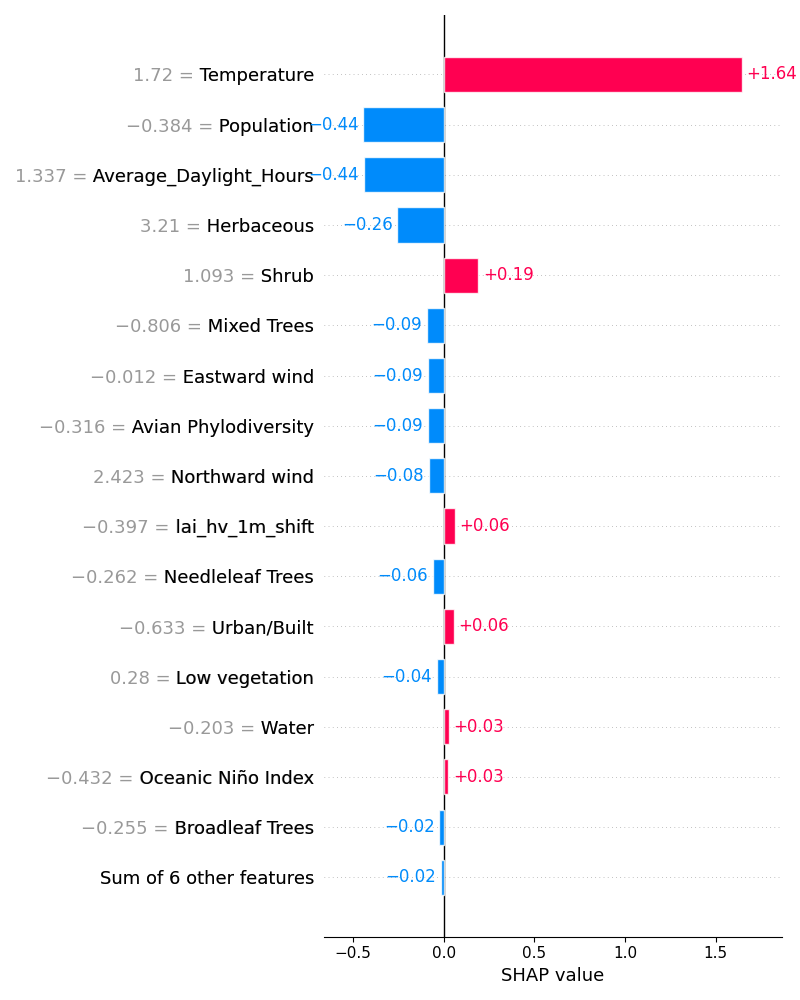 1.72 = Temperature +1.64
−0.384 = Population −0.44
1.337 = Average_Daylight_Hours −0.44
3.21 = Herbaceous −0.26
1.093 = Shrub +0.19
−0.806 = Mixed Trees −0.09
−0.012 = Eastward wind −0.09
−0.316 = Avian Phylodiversity −0.09
2.423 = Northward wind −0.08
−0.397 = lai_hv_1m_shift +0.06
−0.262 = Needleleaf Trees −0.06
−0.633 = Urban/Built +0.06
0.28 = Low vegetation −0.04
−0.203 = Water +0.03
−0.432 = Oceanic Niño Index +0.03
−0.255 = Broadleaf Trees −0.02
Sum of 6 other features −0.02
−0.5 0.0 0.5 1.0 1.5
SHAP value